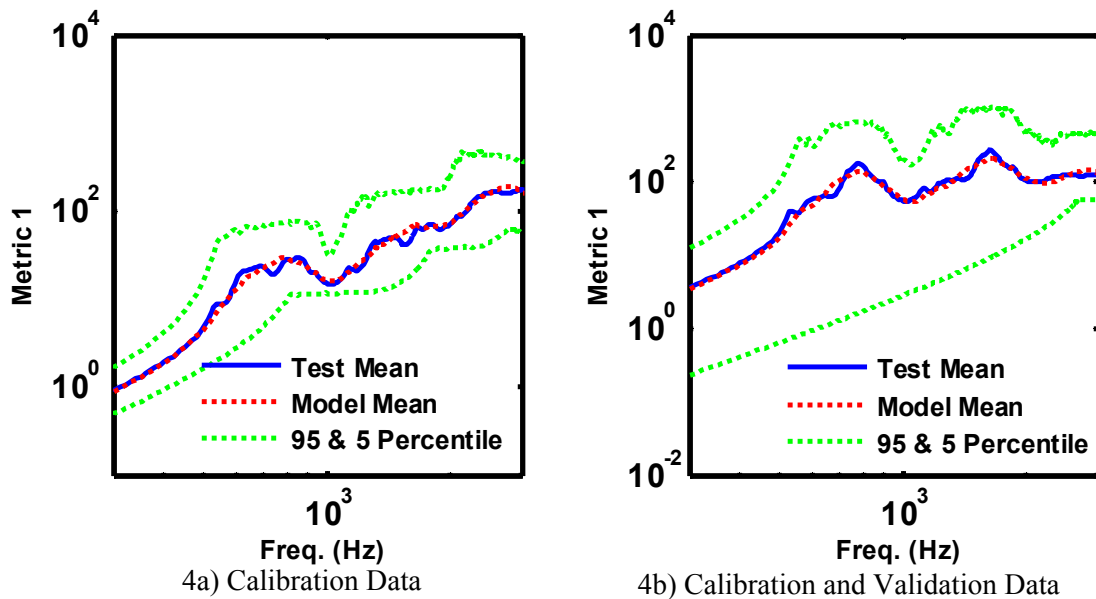 10^4
10^2
10^0
Metric 1
Test Mean
Model Mean
95 & 5 Percentile
10^3
Freq. (Hz)
4a) Calibration Data
10^4
10^2
10^0
10^-2
Metric 1
Test Mean
Model Mean
95 & 5 Percentile
10^3
Freq. (Hz)
4b) Calibration and Validation Data